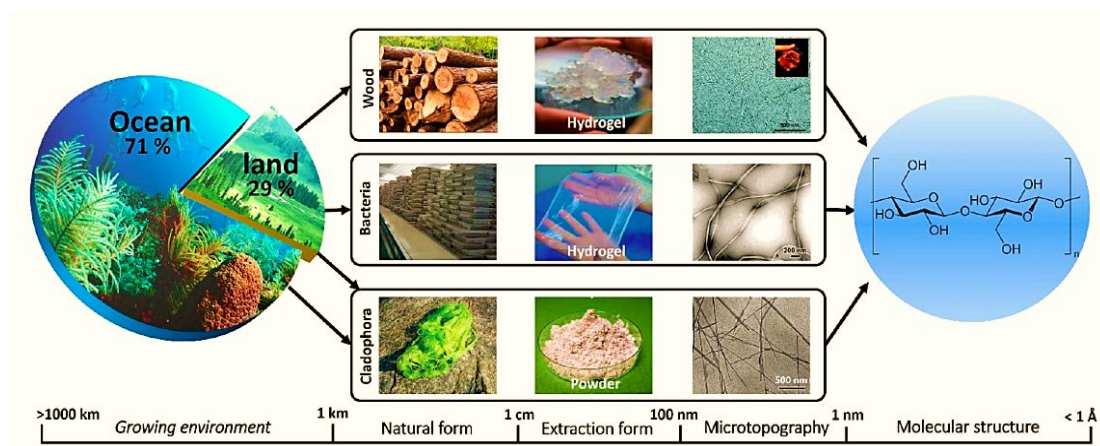 Ocean
71 %
land
29 %
Wood
Hydrogel
Bacteria
Hydrogel
200 nm
Cladophora
Powder
500 nm
OH
O
HO
OH
O
HO
OH
O
O
OH
n
>1000 km
1 km
1 cm
100 nm
1 nm
< 1 Å
Growing environment
Natural form
Extraction form
Microtopography
Molecular structure